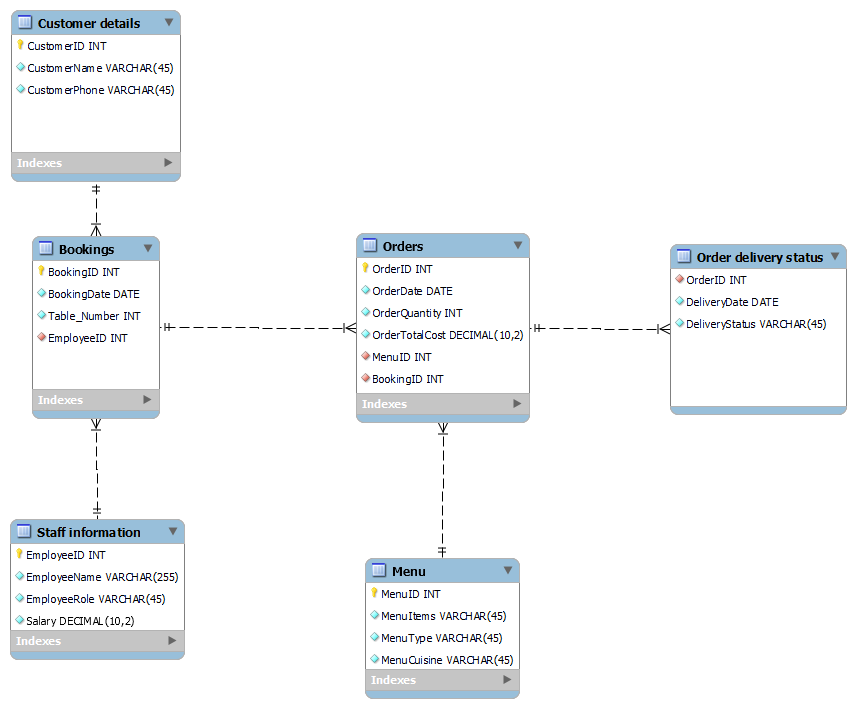 Customer details
CustomerID INT
CustomerName VARCHAR(45)
CustomerPhone VARCHAR(45)
Indexes
Bookings
BookingID INT
BookingDate DATE
Table_Number INT
EmployeeID INT
Indexes
Orders
OrderID INT
OrderDate DATE
OrderQuantity INT
OrderTotalCost DECIMAL(10,2)
MenuID INT
BookingID INT
Indexes
Order delivery status
OrderID INT
DeliveryDate DATE
DeliveryStatus VARCHAR(45)
Staff information
EmployeeID INT
EmployeeName VARCHAR(255)
EmployeeRole VARCHAR(45)
Salary DECIMAL(10,2)
Indexes
Menu
MenuID INT
MenuItems VARCHAR(45)
MenuType VARCHAR(45)
MenuCuisine VARCHAR(45)
Indexes